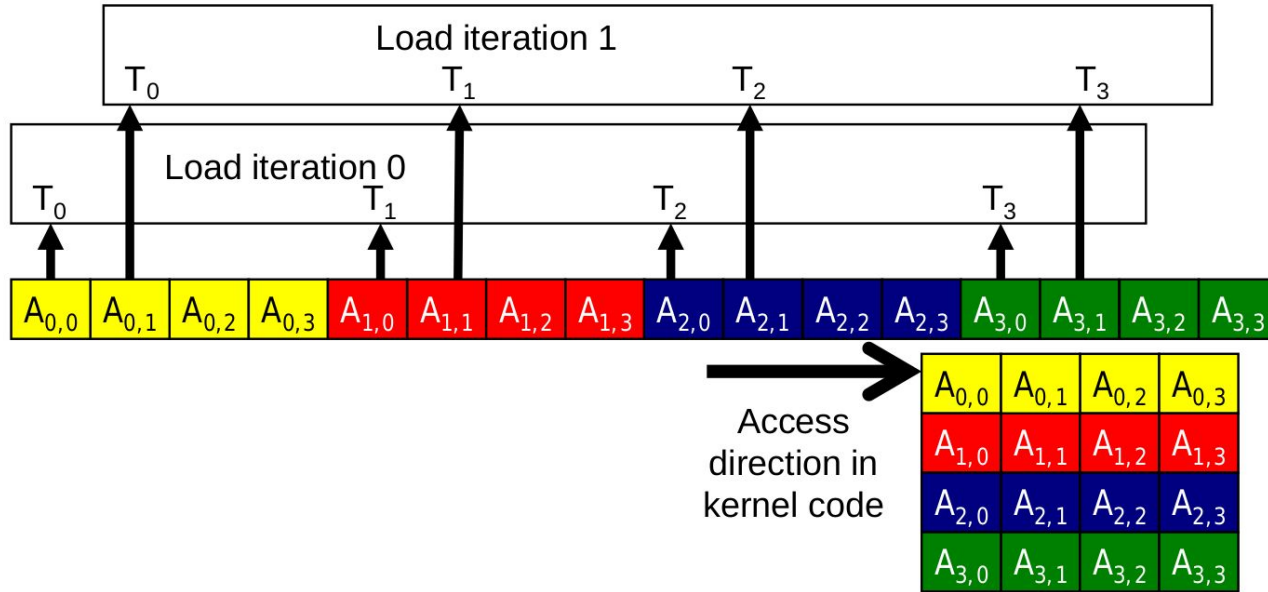 Load iteration 1
T0 T1 T2 T3
Load iteration 0
T0 T1 T2 T3
A0,0 A0,1 A0,2 A0,3 A1,0 A1,1 A1,2 A1,3 A2,0 A2,1 A2,2 A2,3 A3,0 A3,1 A3,2 A3,3
Access
direction in
kernel code
A0,0 A0,1 A0,2 A0,3
A1,0 A1,1 A1,2 A1,3
A2,0 A2,1 A2,2 A2,3
A3,0 A3,1 A3,2 A3,3